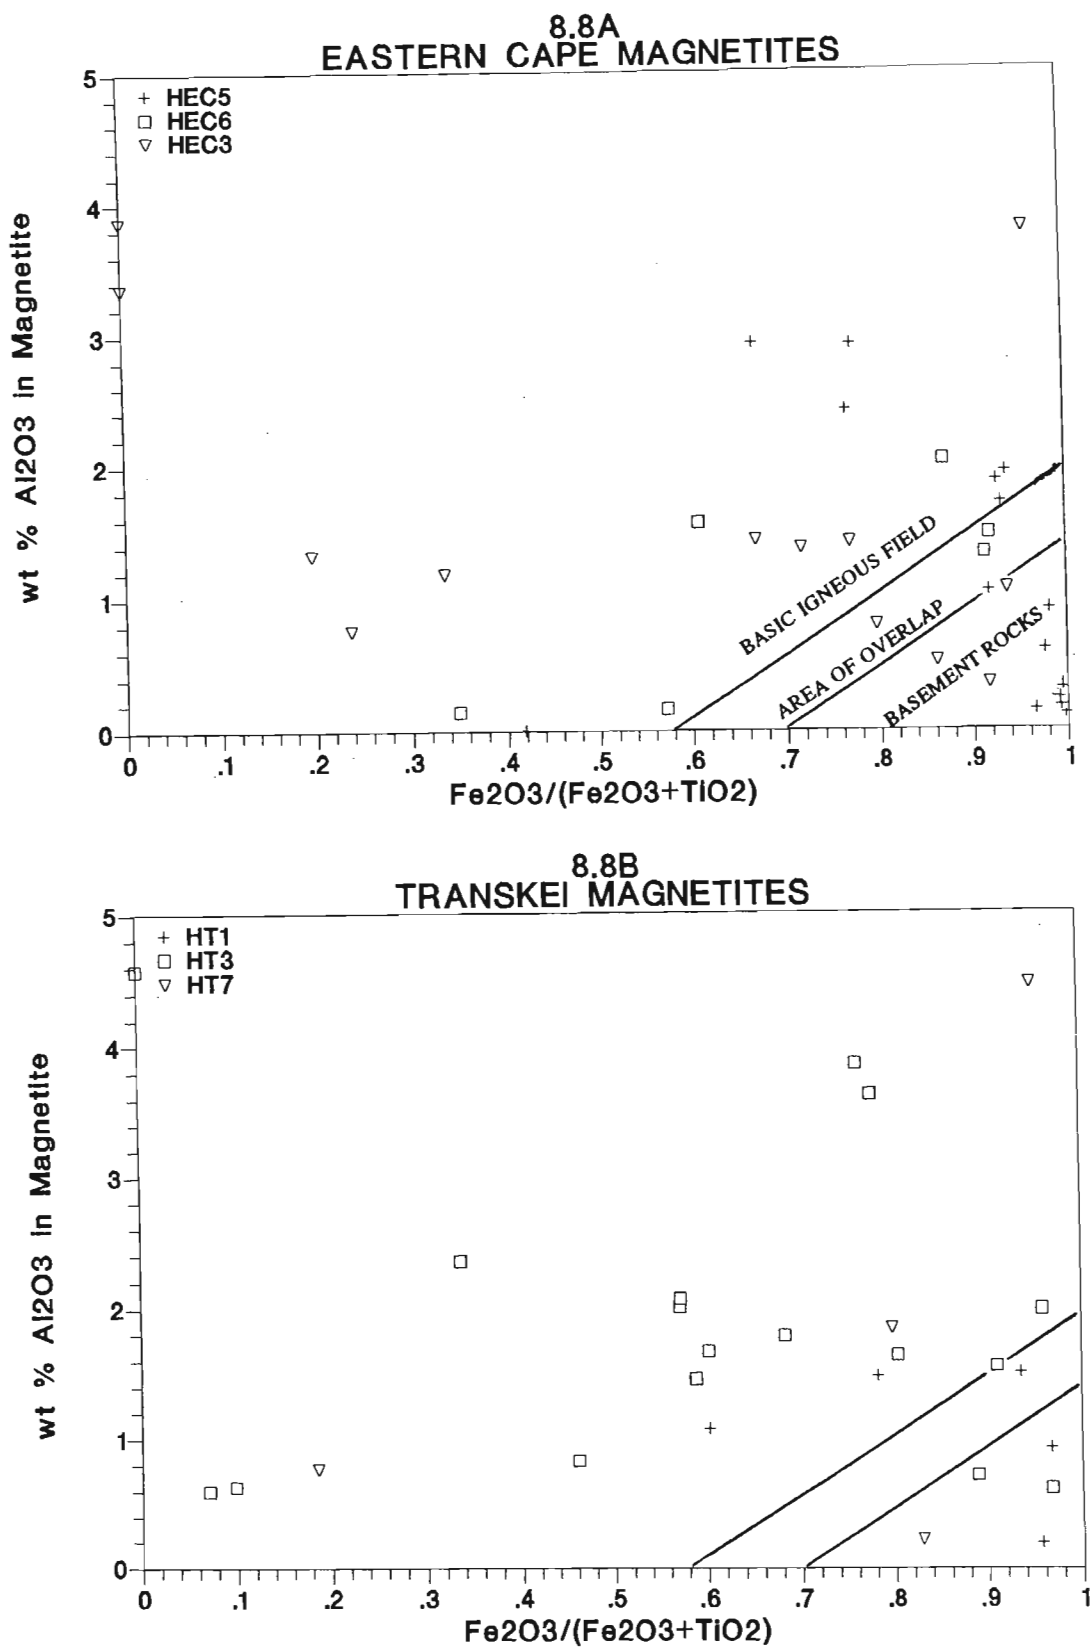 8.8A
EASTERN CAPE MAGNETITES
HEC5
HEC6
HEC3
wt % Al2O3 in Magnetite
5
4
3
2
1
0
BASIC IGNEOUS FIELD
AREA OF OVERLAP
BASEMENT ROCKS
0 .1 .2 .3 .4 .5 .6 .7 .8 .9 1
Fe2O3/(Fe2O3+TiO2)
8.8B
TRANSKEI MAGNETITES
HT1
HT3
HT7
wt % Al2O3 in Magnetite
5
4
3
2
1
0
0 .1 .2 .3 .4 .5 .6 .7 .8 .9 1
Fe2O3/(Fe2O3+TiO2)